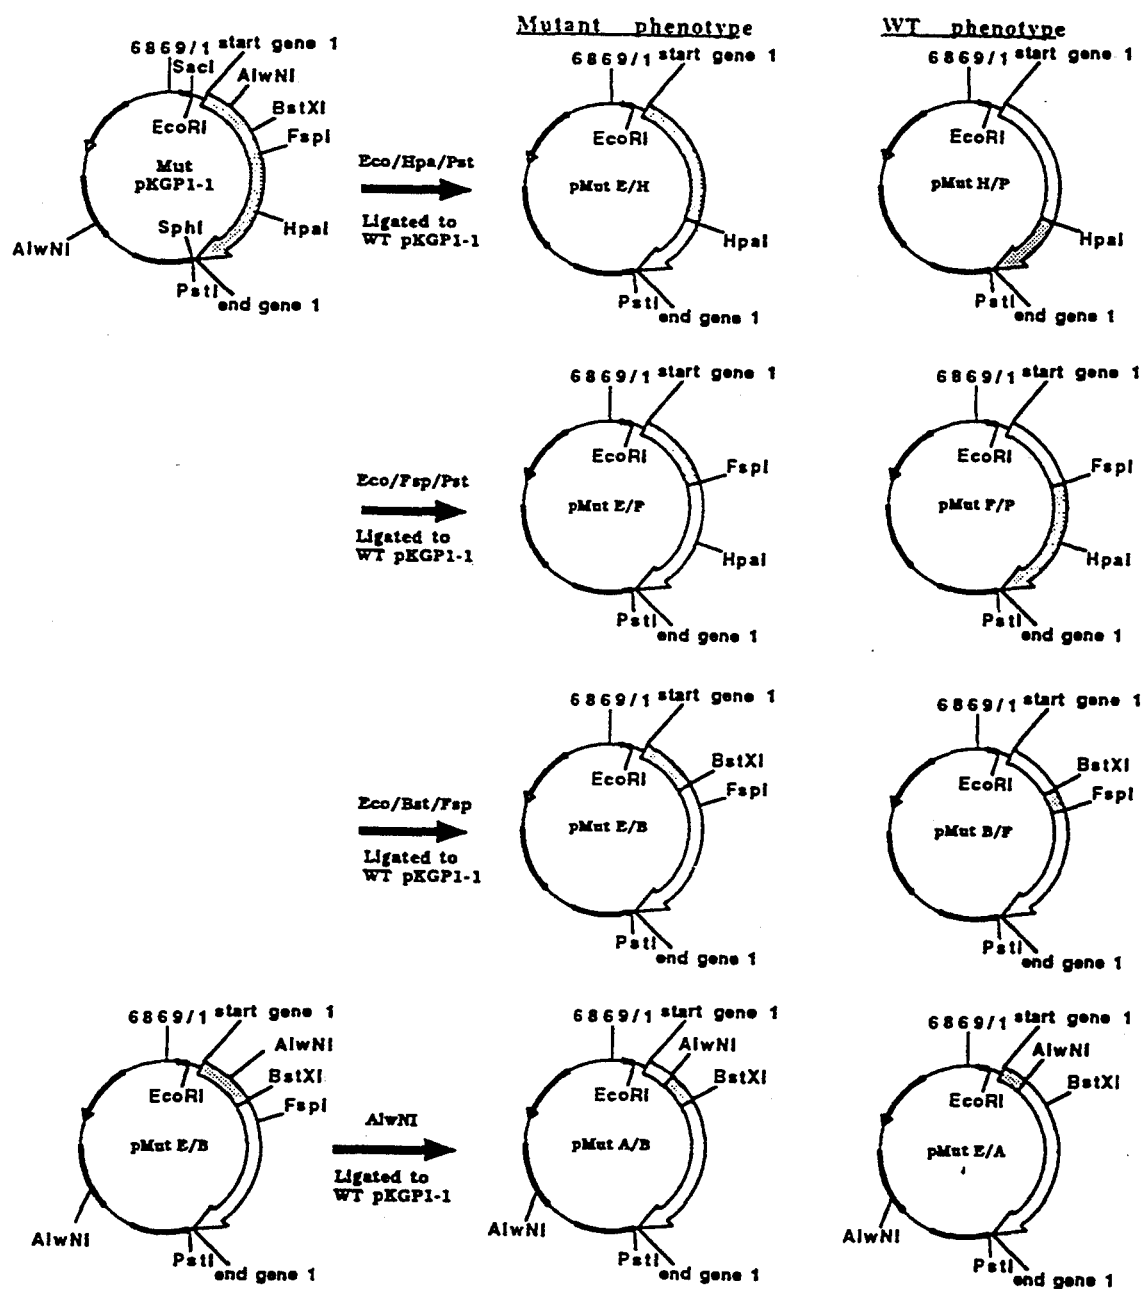 Mutant phenotype
WT phenotype
6869/1 start gene 1
SacI
AlwNI
BstXI
EcoRI
FspI
Mut
pKGP1-1
SphI
HpaI
AlwNI
PstI
end gene 1
Eco/Hpa/Pst
Ligated to
WT pKGP1-1
6869/1 start gene 1
EcoRI
pMut E/H
HpaI
PstI
end gene 1
6869/1 start gene 1
EcoRI
pMut H/P
HpaI
PstI
end gene 1
Eco/Fsp/Pst
Ligated to
WT pKGP1-1
6869/1 start gene 1
EcoRI
FspI
pMut E/F
HpaI
PstI
end gene 1
6869/1 start gene 1
EcoRI
FspI
pMut F/P
HpaI
PstI
end gene 1
Eco/Bst/Fsp
Ligated to
WT pKGP1-1
6869/1 start gene 1
BstXI
EcoRI
FspI
pMut E/B
PstI
end gene 1
6869/1 start gene 1
BstXI
EcoRI
FspI
pMut B/F
PstI
end gene 1
6869/1 start gene 1
AlwNI
BstXI
EcoRI
FspI
pMut E/B
AlwNI
PstI
end gene 1
AlwNI
Ligated to
WT pKGP1-1
6869/1 start gene 1
AlwNI
BstXI
EcoRI
pMut A/B
AlwNI
PstI
end gene 1
6869/1 start gene 1
AlwNI
BstXI
EcoRI
pMut E/A
AlwNI
PstI
end gene 1